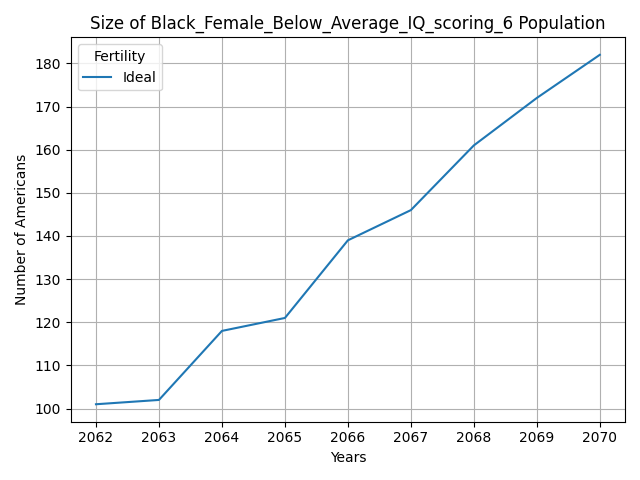 Size of Black_Female_Below_Average_IQ_scoring_6 Population
Fertility
Ideal
Number of Americans
180
170
160
150
140
130
120
110
100
2062 2063 2064 2065 2066 2067 2068 2069 2070
Years